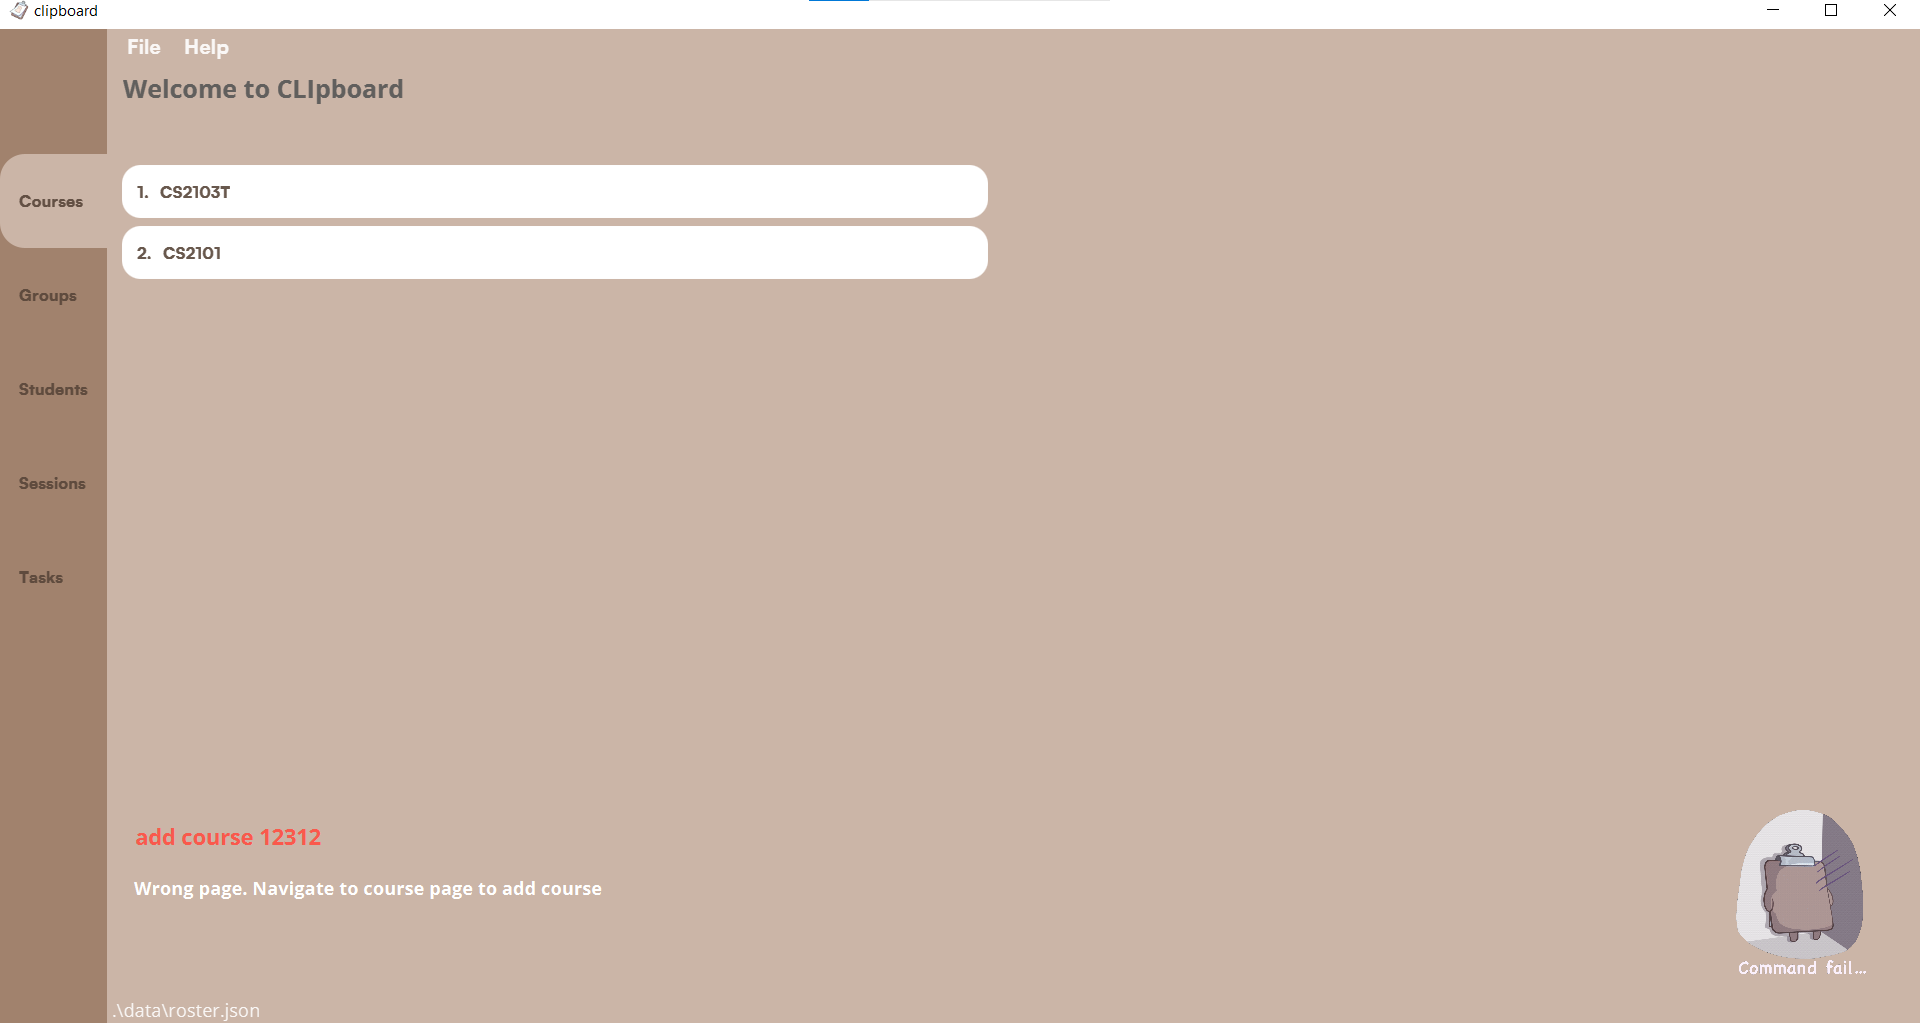 clipboard
File Help
Welcome to CLIpboard
Courses
Groups
Students
Sessions
Tasks
1. CS2103T
2. CS2101
add course 12312
Wrong page. Navigate to course page to add course
Command fail...
.\data\roster.json